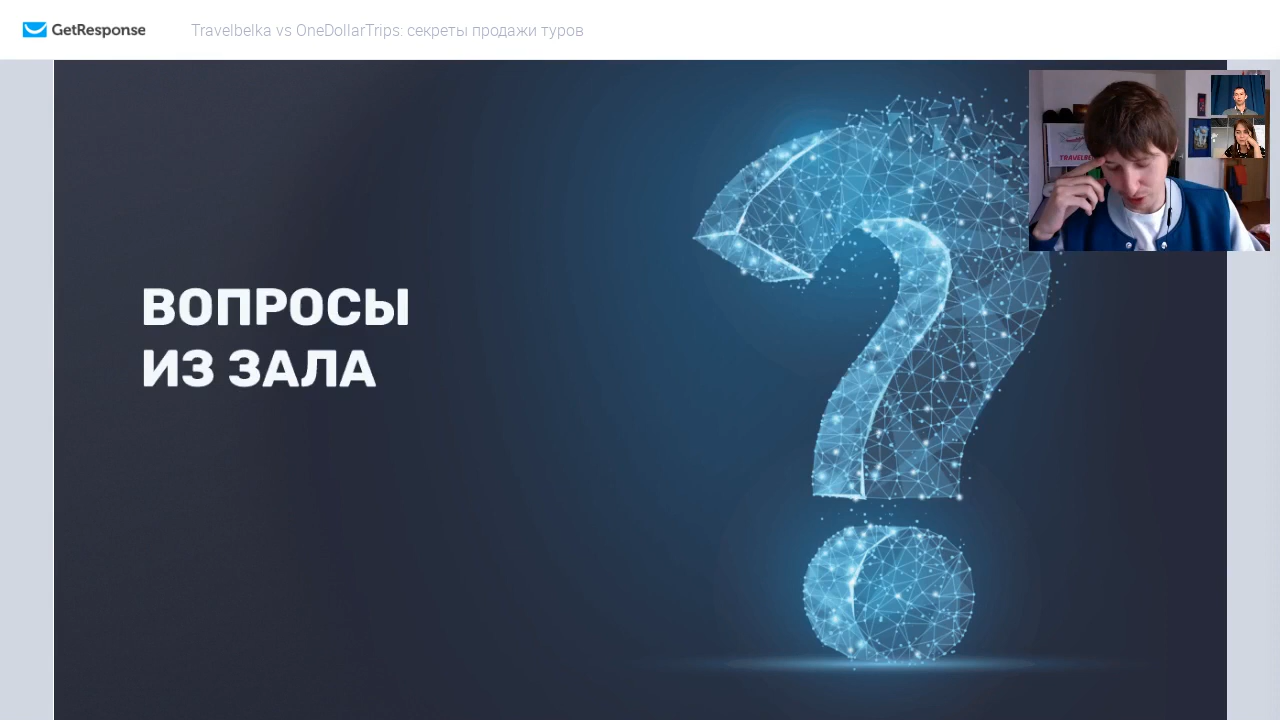 GetResponse
Travelbelka vs OneDollarTrips: секреты продажи туров
ВОПРОСЫ
ИЗ ЗАЛА